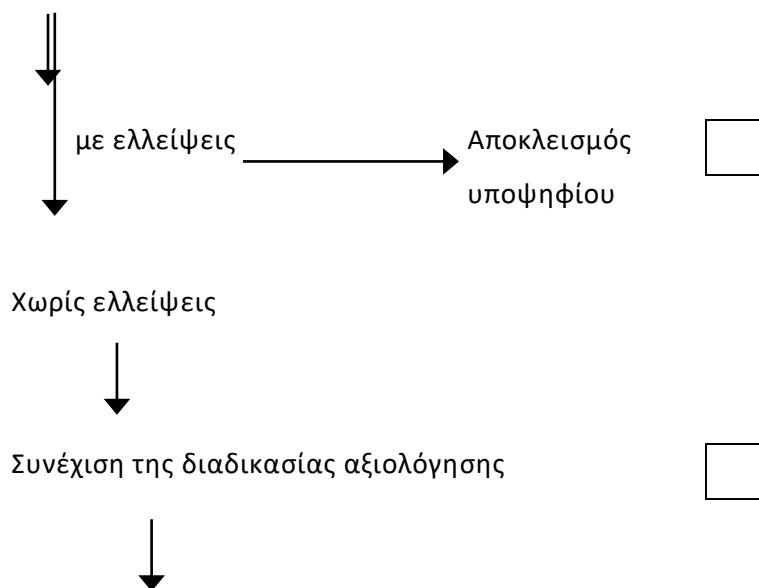 με ελλείψεις
Αποκλεισμός
υποψηφίου
Χωρίς ελλείψεις
Συνέχιση της διαδικασίας αξιολόγησης